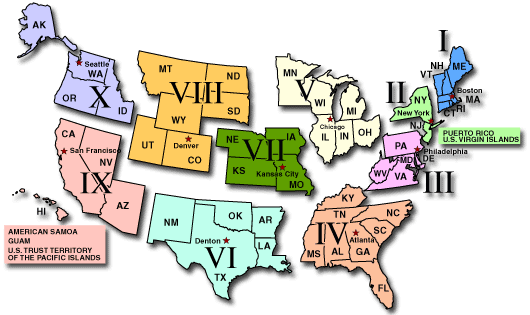 AK
Seattle
WA
OR
X
ID
MT
ND
VIII
SD
WY
UT
Denver
CO
MN
V
WI
MI
Chicago
IL
IN
OH
I
NH
ME
VT
Boston
MA
RI
CT
II
NY
New York
NJ
PUERTO RICO
U.S. VIRGIN ISLANDS
PA
Philadelphia
MD
DE
WV
VA
III
NE
IA
VII
KS
Kansas City
MO
CA
San Francisco
NV
IX
AZ
HI
AMERICAN SAMOA
GUAM
U.S. TRUST TERRITORY
OF THE PACIFIC ISLANDS
NM
OK
AR
Denton
LA
VI
TX
KY
TN
NC
IV
SC
Atlanta
MS
AL
GA
FL